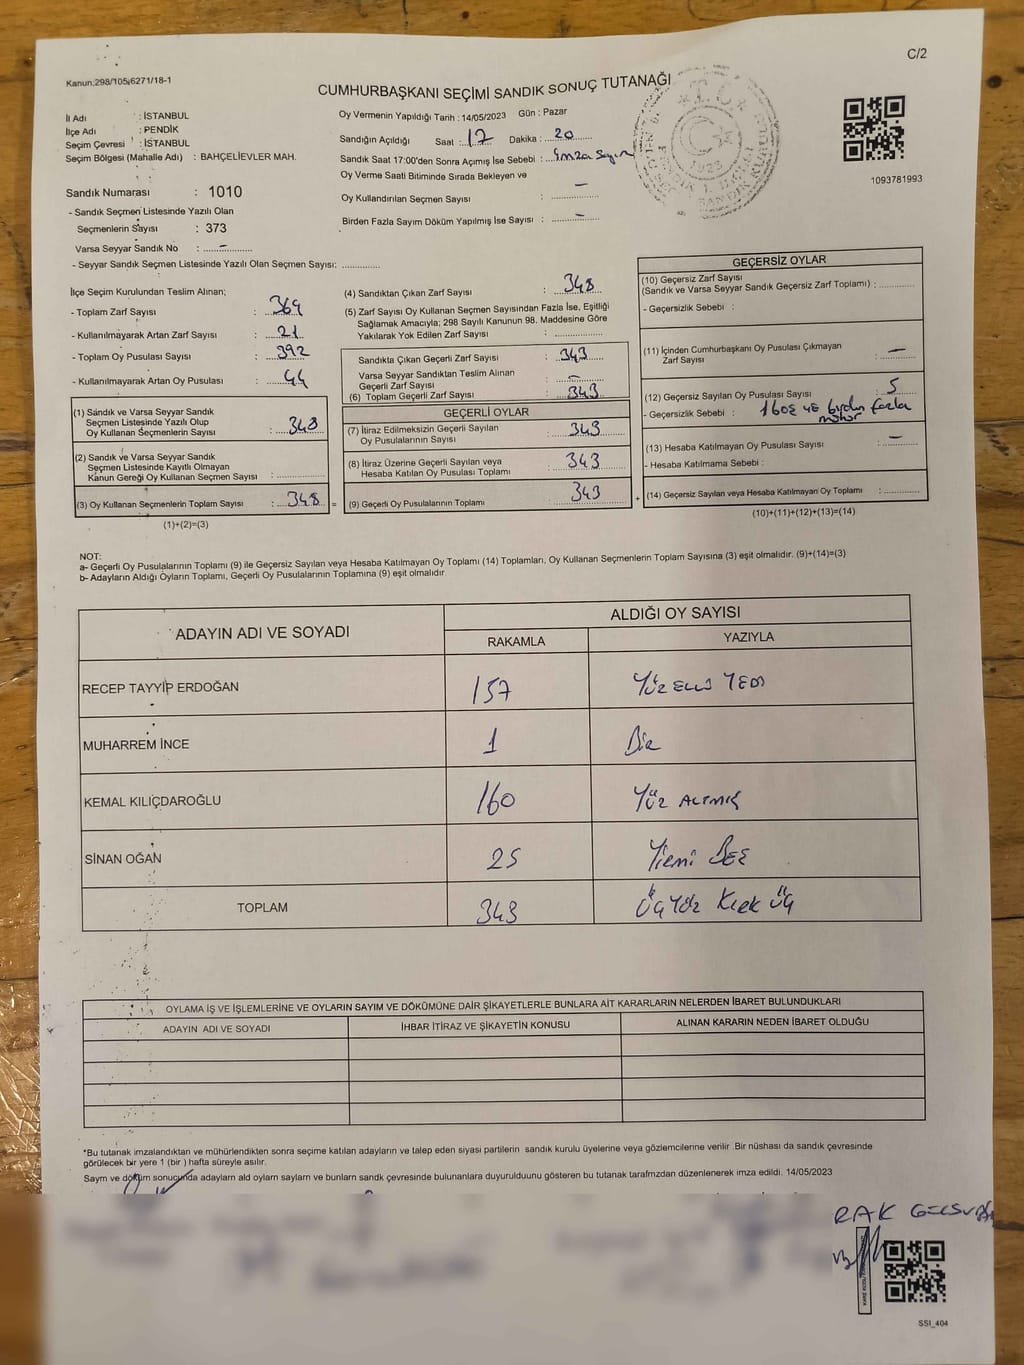 C/2
Kanun:298/105;6271/18-1
CUMHURBAŞKANI SEÇİMİ SANDIK SONUÇ TUTANAĞI
İl Adı : İSTANBUL
İlçe Adı : PENDİK
Seçim Çevresi : İSTANBUL
Seçim Bölgesi (Mahalle Adı) : BAHÇELİEVLER MAH.
Sandık Numarası : 1010
- Sandık Seçmen Listesinde Yazılı Olan
Seçmenlerin Sayısı : 373
Varsa Seyyar Sandık No : –
- Seyyar Sandık Seçmen Listesinde Yazılı Olan Seçmen Sayısı: ..............
Oy Vermenin Yapıldığı Tarih : 14/05/2023 Gün : Pazar
Sandığın Açıldığı Saat : 17 Dakika : 20
Sandık Saat 17:00'den Sonra Açımış İse Sebebi : İmza Sayım
Oy Verme Saati Bitiminde Sırada Bekleyen ve
Oy Kullandırılan Seçmen Sayısı : –
Birden Fazla Sayım Döküm Yapılmış İse Sayısı : –
T.C.
1923
PENDİK 1. İLÇE
SANDIK KURULU
1093781993
İlçe Seçim Kurulundan Teslim Alınan;
- Toplam Zarf Sayısı : 369
- Kullanılmayarak Artan Zarf Sayısı : 21
- Toplam Oy Pusulası Sayısı : 392
- Kullanılmayarak Artan Oy Pusulası : 44
(1) Sandık ve Varsa Seyyar Sandık
Seçmen Listesinde Yazılı Olup
Oy Kullanan Seçmenlerin Sayısı : 348
(2) Sandık ve Varsa Seyyar Sandık
Seçmen Listesinde Kayıtlı Olmayan
Kanun Gereği Oy Kullanan Seçmen Sayısı :
(3) Oy Kullanan Seçmenlerin Toplam Sayısı : 348 =
(1)+(2)=(3)
(4) Sandıktan Çıkan Zarf Sayısı : 348
(5) Zarf Sayısı Oy Kullanan Seçmen Sayısından Fazla İse, Eşitliği
Sağlamak Amacıyla; 298 Sayılı Kanunun 98. Maddesine Göre
Yakılarak Yok Edilen Zarf Sayısı :
Sandıkta Çıkan Geçerli Zarf Sayısı : 343
Varsa Seyyar Sandıktan Teslim Alınan
Geçerli Zarf Sayısı : –
(6) Toplam Geçerli Zarf Sayısı : 343
GEÇERLİ OYLAR
(7) İtiraz Edilmeksizin Geçerli Sayılan
Oy Pusulalarının Sayısı : 343
(8) İtiraz Üzerine Geçerli Sayılan veya
Hesaba Katılan Oy Pusulası Toplamı : 343
(9) Geçerli Oy Pusulalarının Toplamı : 343 +
GEÇERSİZ OYLAR
(10) Geçersiz Zarf Sayısı
(Sandık ve Varsa Seyyar Sandık Geçersiz Zarf Toplamı) :
- Geçersizlik Sebebi :
(11) İçinden Cumhurbaşkanı Oy Pusulası Çıkmayan
Zarf Sayısı : –
(12) Geçersiz Sayılan Oy Pusulası Sayısı : 5
- Geçersizlik Sebebi : 1 boş 4e birden fazla
mühür
(13) Hesaba Katılmayan Oy Pusulası Sayısı : –
- Hesaba Katılmama Sebebi :
(14) Geçersiz Sayılan veya Hesaba Katılmayan Oy Toplamı :
(10)+(11)+(12)+(13)=(14)
NOT:
a- Geçerli Oy Pusulalarının Toplamı (9) ile Geçersiz Sayılan veya Hesaba Katılmayan Oy Toplamı (14) Toplamları, Oy Kullanan Seçmenlerin Toplam Sayısına (3) eşit olmalıdır. (9)+(14)=(3)
b- Adayların Aldığı Oyların Toplamı, Geçerli Oy Pusulalarının Toplamına (9) eşit olmalıdır
ADAYIN ADI VE SOYADI
ALDIĞI OY SAYISI
RAKAMLA YAZIYLA
RECEP TAYYİP ERDOĞAN 157 Yüz ELLİ YEDİ
MUHARREM İNCE 1 Bir
KEMAL KILIÇDAROĞLU 160 Yüz ALTMIŞ
SİNAN OĞAN 25 Yirmi BEŞ
TOPLAM 343 ÜÇ YÜZ Kırk ÜÇ
OYLAMA İŞ VE İŞLEMLERİNE VE OYLARIN SAYIM VE DÖKÜMÜNE DAİR ŞİKAYETLERLE BUNLARA AİT KARARLARIN NELERDEN İBARET BULUNDUKLARI
ADAYIN ADI VE SOYADI İHBAR İTİRAZ VE ŞİKAYETİN KONUSU ALINAN KARARIN NEDEN İBARET OLDUĞU
*Bu tutanak imzalandıktan ve mühürlendikten sonra seçime katılan adayların ve talep eden siyasi partilerin sandık kurulu üyelerine veya gözlemcilerine verilir Bir nüshası da sandık çevresinde
görülecek bir yere 1 (bir ) hafta süreyle asılır.
Saym ve döküm sonucunda adaylarn ald oylarn saylarn ve bunların sandk çevresinde bulunanlara duyurulduunu gösteren bu tutanak tarafmzdan düzenlenerek imza edildi. 14/05/2023
SSI_404